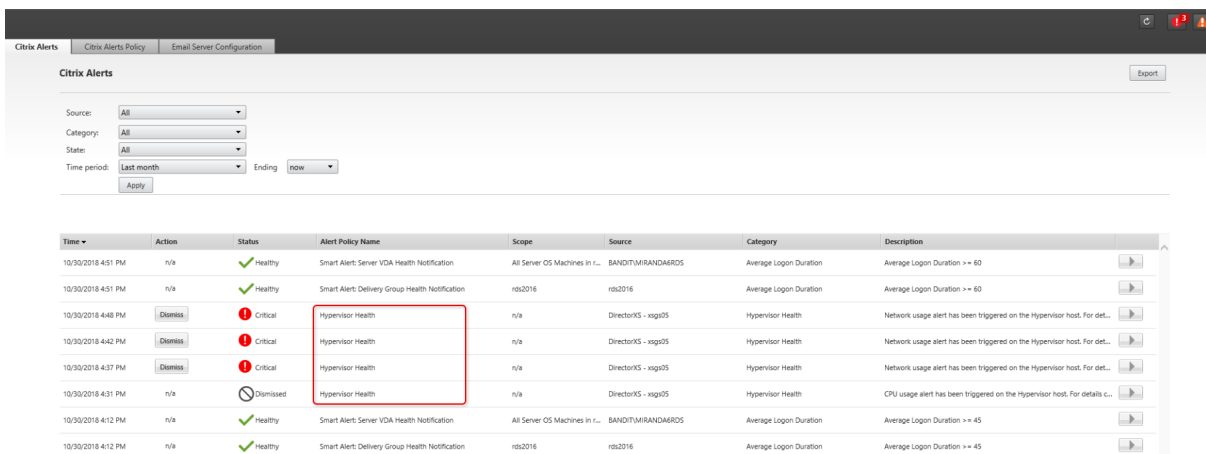 3
Citrix Alerts Citrix Alerts Policy Email Server Configuration
Citrix Alerts Export
Source: All
Category: All
State: All
Time period: Last month Ending now
Apply
Time Action Status Alert Policy Name Scope Source Category Description
10/30/2018 4:51 PM n/a Healthy Smart Alert: Server VDA Health Notification All Server OS Machines in r... BANDIT\MIRANDA6RDS Average Logon Duration Average Logon Duration >= 60
10/30/2018 4:51 PM n/a Healthy Smart Alert: Delivery Group Health Notification rds2016 rds2016 Average Logon Duration Average Logon Duration >= 60
10/30/2018 4:48 PM Dismiss Critical Hypervisor Health n/a DirectorXS - xsgs05 Hypervisor Health Network usage alert has been triggered on the Hypervisor host. For det...
10/30/2018 4:42 PM Dismiss Critical Hypervisor Health n/a DirectorXS - xsgs05 Hypervisor Health Network usage alert has been triggered on the Hypervisor host. For det...
10/30/2018 4:37 PM Dismiss Critical Hypervisor Health n/a DirectorXS - xsgs05 Hypervisor Health Network usage alert has been triggered on the Hypervisor host. For det...
10/30/2018 4:31 PM n/a Dismissed Hypervisor Health n/a DirectorXS - xsgs05 Hypervisor Health CPU usage alert has been triggered on the Hypervisor host. For details c...
10/30/2018 4:12 PM n/a Healthy Smart Alert: Server VDA Health Notification All Server OS Machines in r... BANDIT\MIRANDA6RDS Average Logon Duration Average Logon Duration >= 45
10/30/2018 4:12 PM n/a Healthy Smart Alert: Delivery Group Health Notification rds2016 rds2016 Average Logon Duration Average Logon Duration >= 45